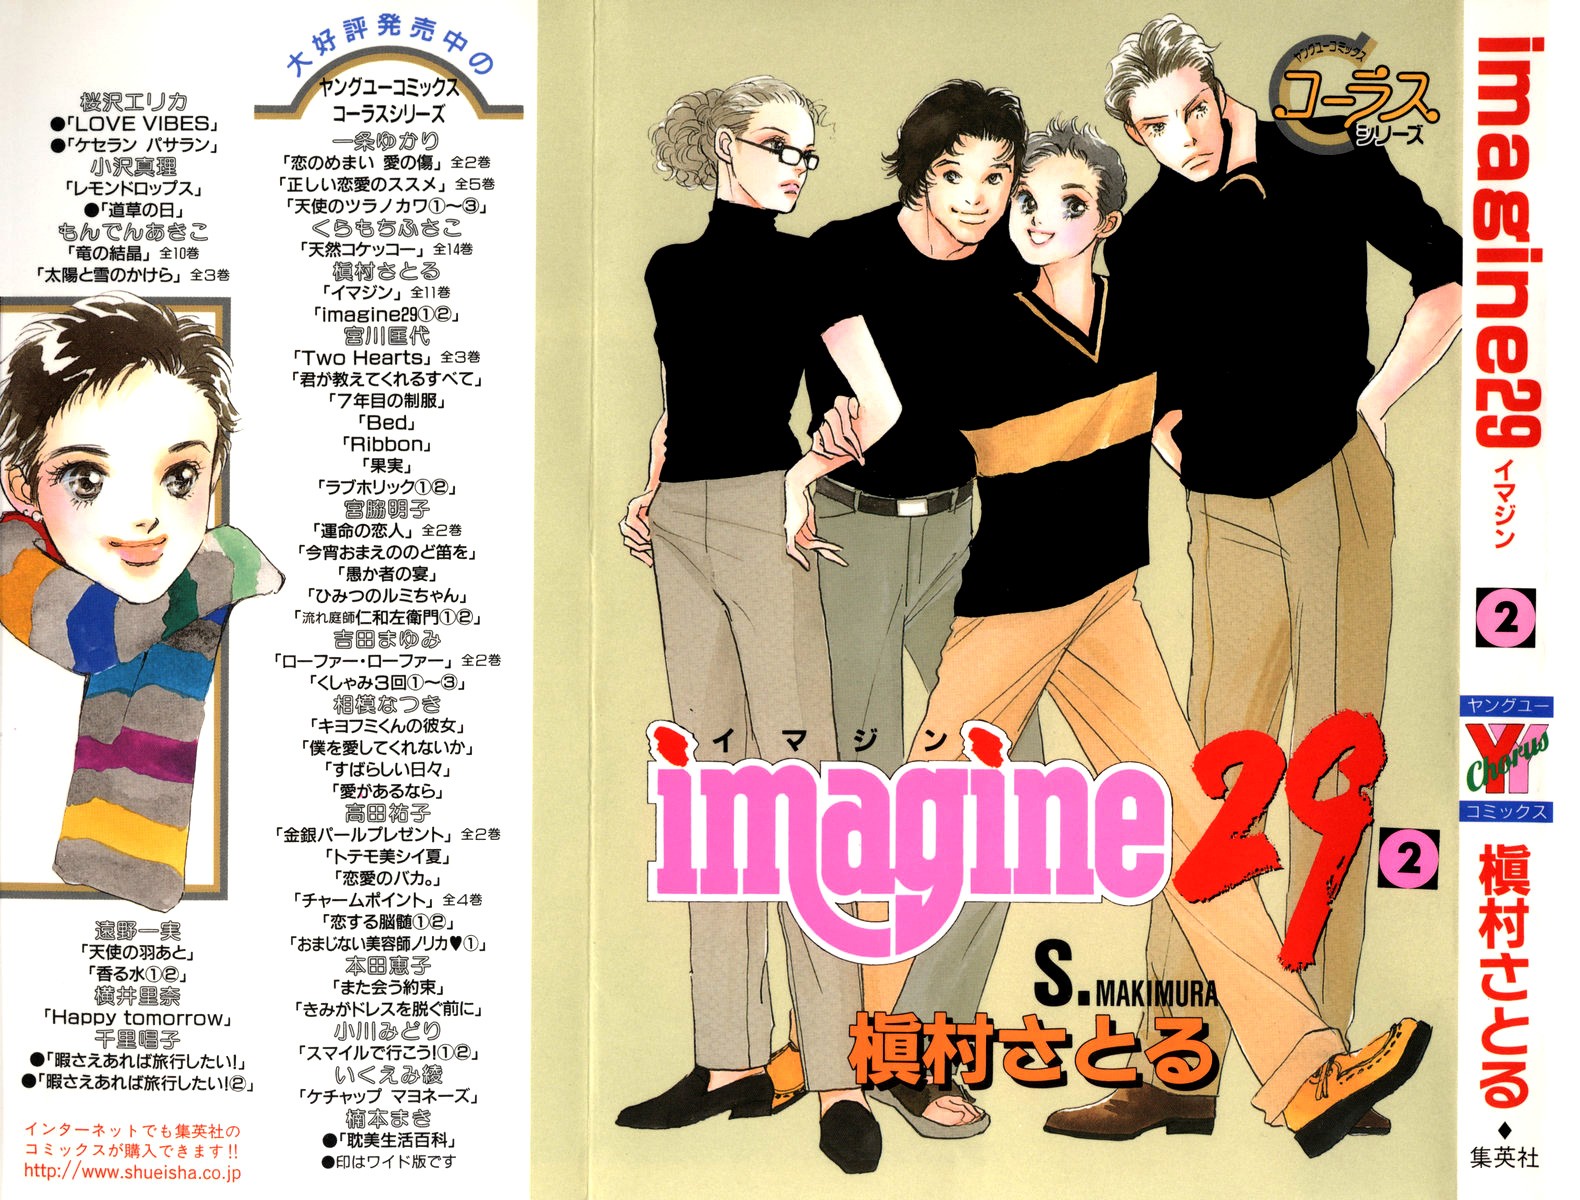 大好評発売中の
ヤングユーコミックス
コーラスシリーズ
一条ゆかり
「恋のめまい 愛の傷」全2巻
「正しい恋愛のススメ」全5巻
「天使のツラノカワ①〜③」
くらもちふさこ
「天然コケッコー」全14巻
槇村さとる
「イマジン」全11巻
「imagine29①②」
宮川匡代
「Two Hearts」全3巻
「君が教えてくれるすべて」
「7年目の制服」
「Bed」
「Ribbon」
「果実」
「ラブホリック①②」
宮脇明子
「運命の恋人」全2巻
「今宵おまえののど笛を」
「愚か者の宴」
「ひみつのルミちゃん」
「流れ庭師仁和左衛門①②」
吉田まゆみ
「ローファー・ローファー」全2巻
「くしゃみ3回①〜③」
相模なつき
「キヨフミくんの彼女」
「僕を愛してくれないか」
「すばらしい日々」
「愛があるなら」
高田祐子
「金銀パールプレゼント」全2巻
「トテモ美シイ夏」
「恋愛のバカ。」
「チャームポイント」全4巻
「恋する脳髄①②」
「おまじない美容師ノリカ♥①」
本田恵子
「また会う約束」
「きみがドレスを脱ぐ前に」
小川みどり
「スマイルで行こう!①②」
いくえみ綾
「ケチャップ マヨネーズ」
楠本まき
●「耽美生活百科」
●印はワイド版です
桜沢エリカ
●「LOVE VIBES」
●「ケセラン パサラン」
小沢真理
「レモンドロップス」
●「道草の日」
もんでんあきこ
「竜の結晶」全10巻
「太陽と雪のかけら」全3巻
遠野一実
「天使の羽あと」
「香る水①②」
横井里奈
「Happy tomorrow」
千里唱子
●「暇さえあれば旅行したい!」
●「暇さえあれば旅行したい!②」
インターネットでも集英社の
コミックスが購入できます!!
http://www.shueisha.co.jp
ヤングユーコミックス
コーラス
シリーズ
イマジン
imagine29
2
S.MAKIMURA
槇村さとる
imagine29
イマジン
2
ヤングユー
YY
Chorus
コミックス
槇村さとる
♦
集英社